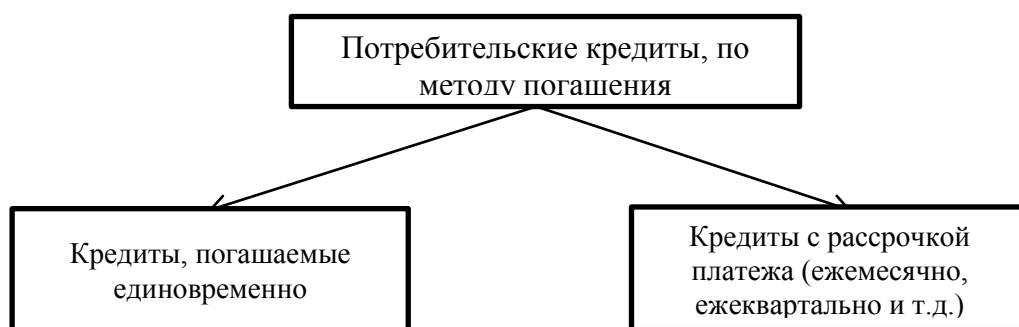 Потребительские кредиты, по
методу погашения
Кредиты, погашаемые
единовременно
Кредиты с рассрочкой
платежа (ежемесячно,
ежеквартально и т.д.)